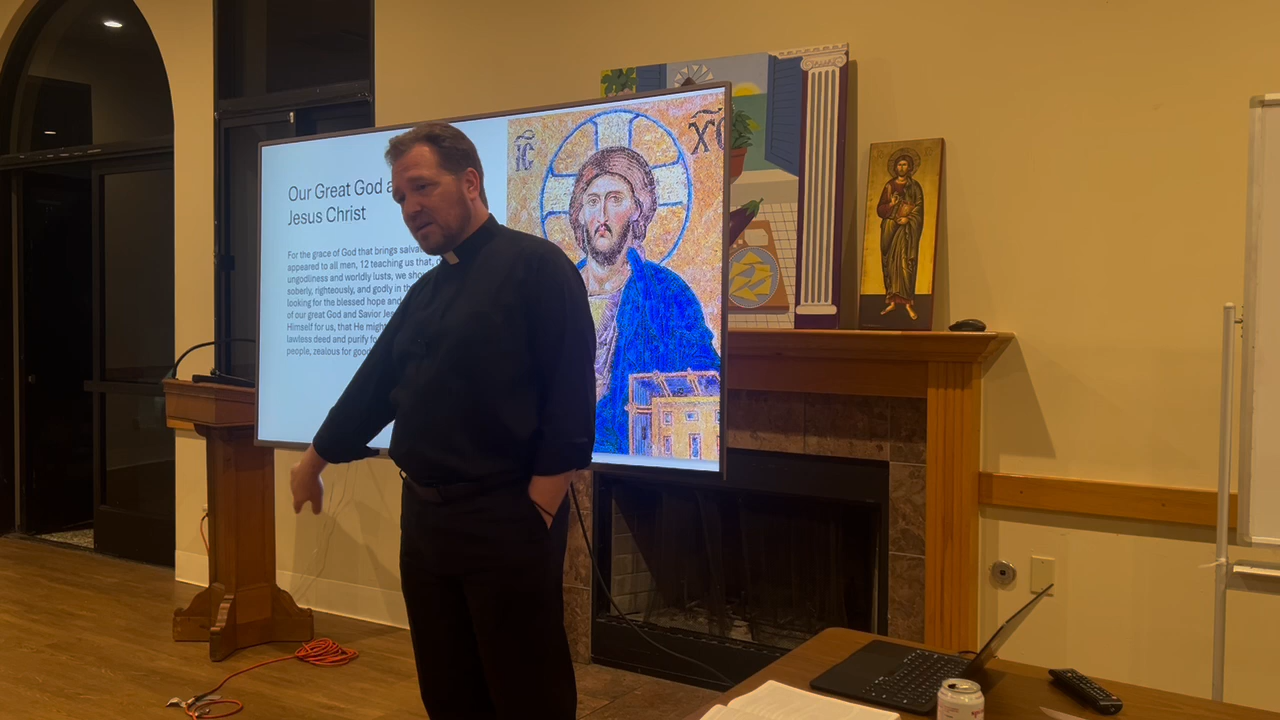 Our Great God a
Jesus Christ
For the grace of God that brings salva
appeared to all men, 12 teaching us that, d
ungodliness and worldly lusts, we shou
soberly, righteously, and godly in th
looking for the blessed hope and
of our great God and Savior Jes
Himself for us, that He might
lawless deed and purify fo
people, zealous for good
IC
XC